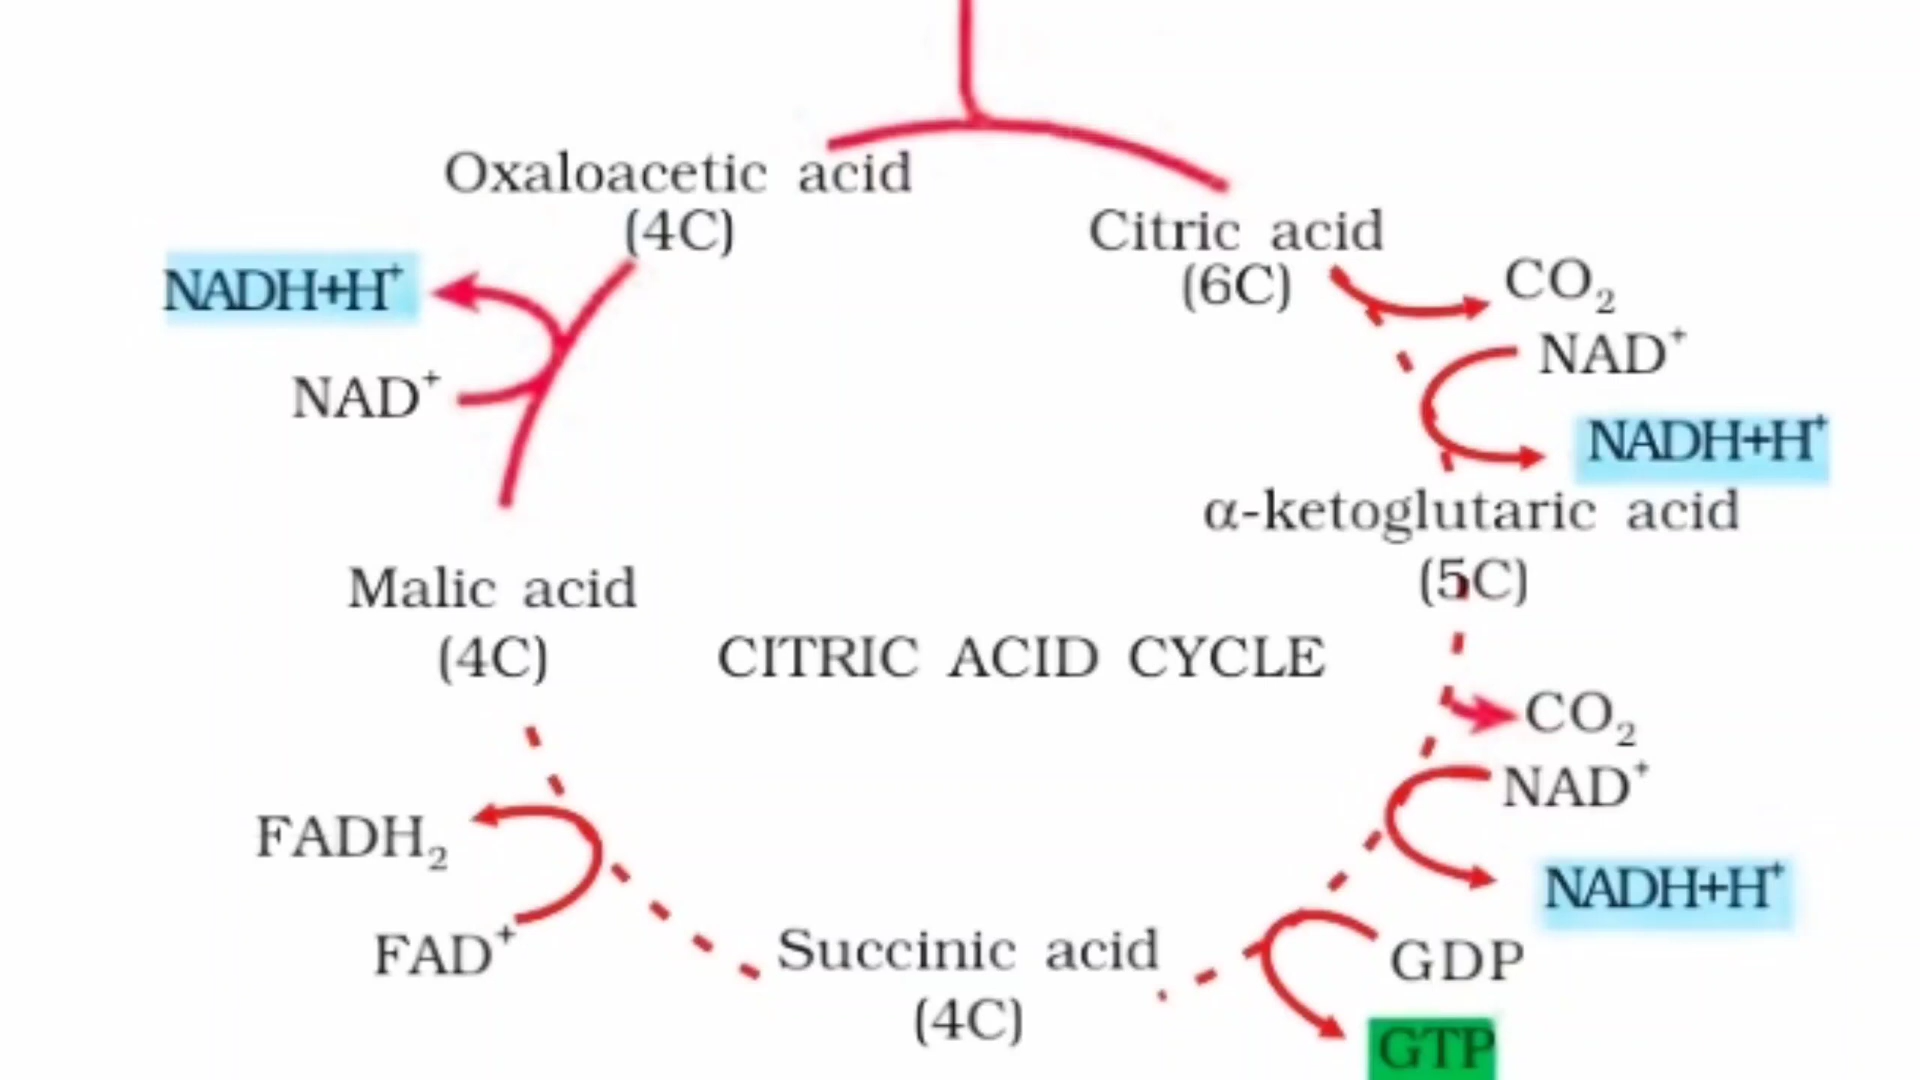 Oxaloacetic acid
(4C)
Citric acid
(6C)
CO₂
NAD⁺
NADH+H⁺
NADH+H⁺
NAD⁺
α-ketoglutaric acid
(5C)
Malic acid
(4C)
CITRIC ACID CYCLE
CO₂
NAD⁺
NADH+H⁺
FADH₂
FAD⁺
Succinic acid
(4C)
GDP
GTP